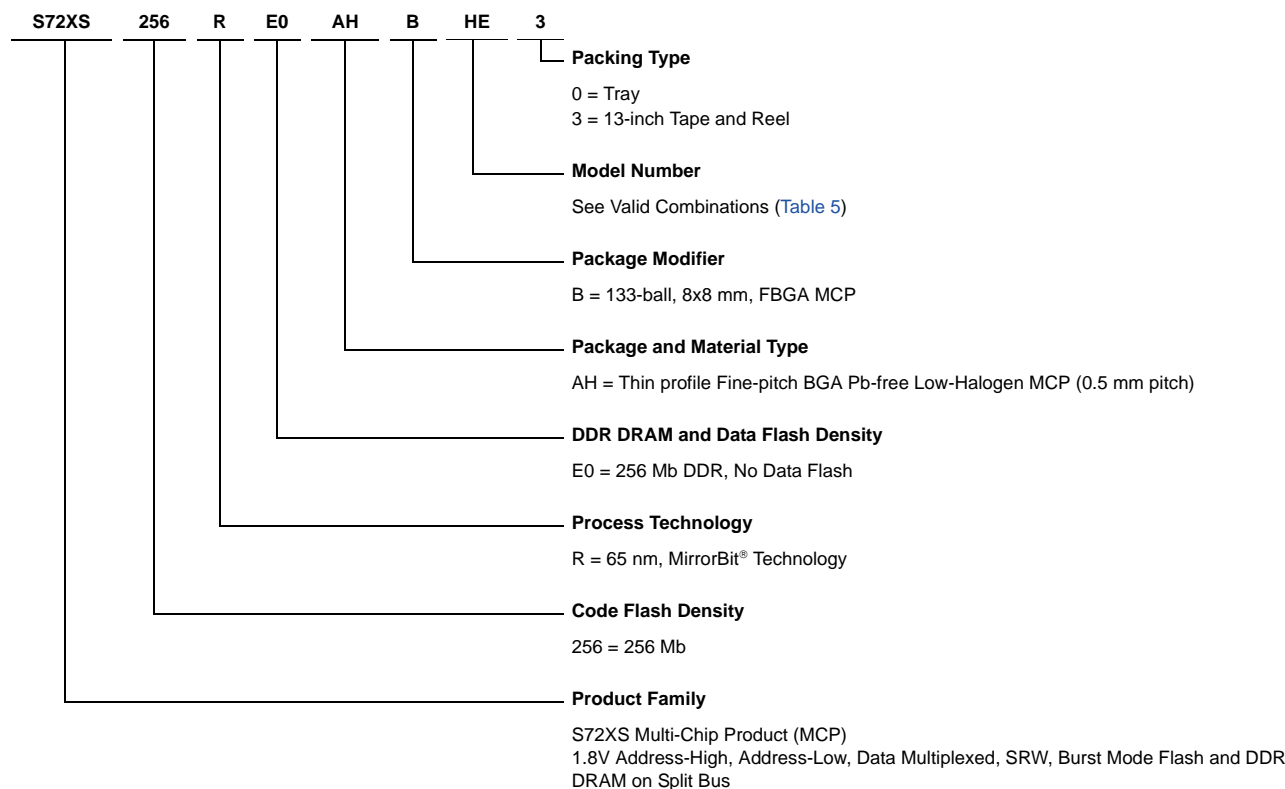 S72XS 256 R E0 AH B HE 3
Packing Type
0 = Tray
3 = 13-inch Tape and Reel
Model Number
See Valid Combinations (Table 5)
Package Modifier
B = 133-ball, 8x8 mm, FBGA MCP
Package and Material Type
AH = Thin profile Fine-pitch BGA Pb-free Low-Halogen MCP (0.5 mm pitch)
DDR DRAM and Data Flash Density
E0 = 256 Mb DDR, No Data Flash
Process Technology
R = 65 nm, MirrorBit® Technology
Code Flash Density
256 = 256 Mb
Product Family
S72XS Multi-Chip Product (MCP)
1.8V Address-High, Address-Low, Data Multiplexed, SRW, Burst Mode Flash and DDR
DRAM on Split Bus